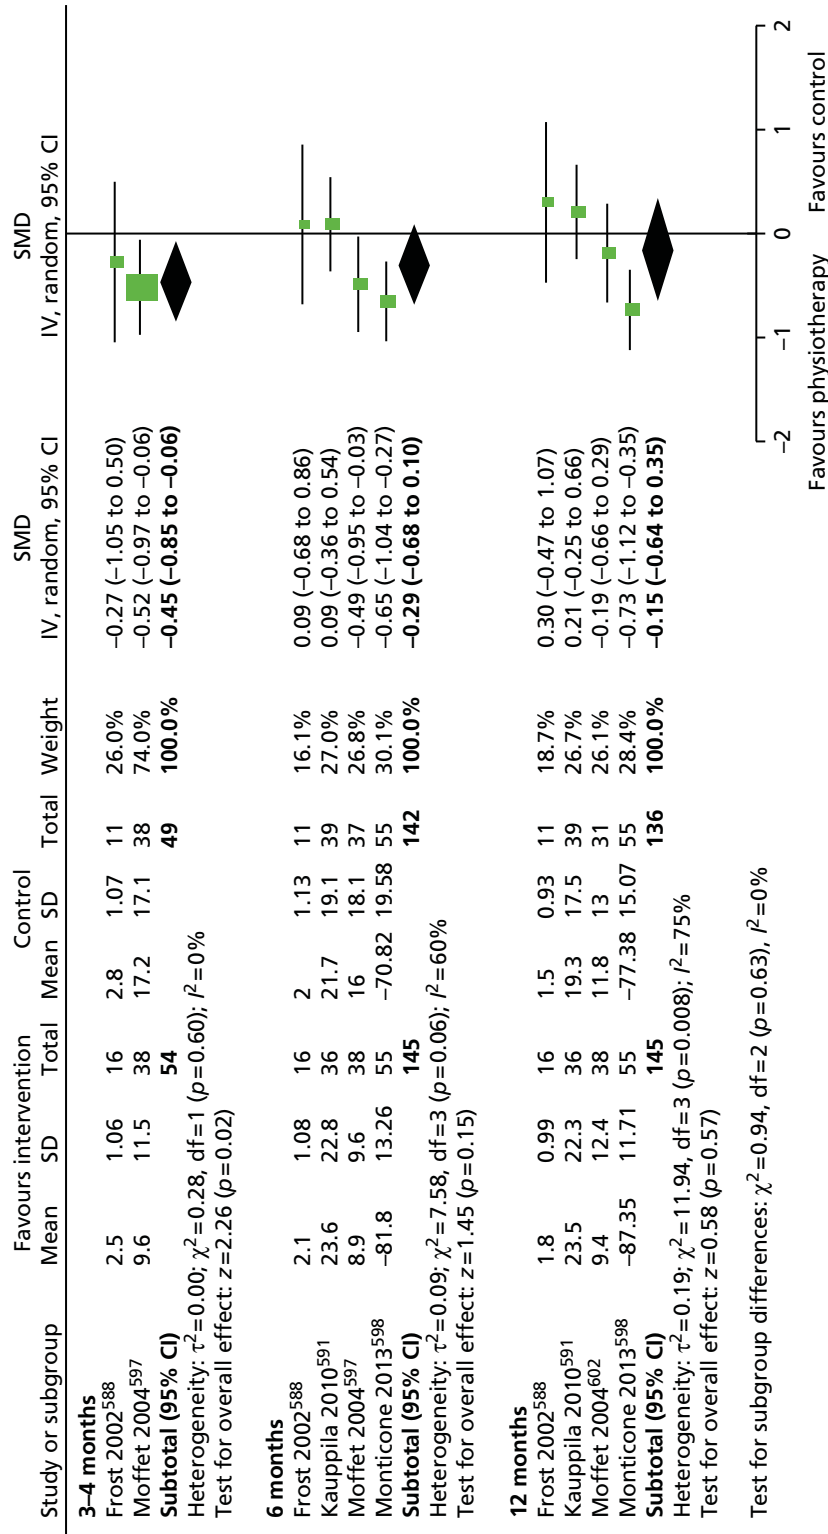 Favours intervention Control SMD SMD
Study or subgroup Mean SD Total Mean SD Total Weight IV, random, 95% CI IV, random, 95% CI
3–4 months
Frost 2002588 2.5 1.06 16 2.8 1.07 11 26.0% −0.27 (−1.05 to 0.50)
Moffet 2004597 9.6 11.5 38 17.2 17.1 38 74.0% −0.52 (−0.97 to −0.06)
Subtotal (95% CI) 54 49 100.0% −0.45 (−0.85 to −0.06)
Heterogeneity: τ2=0.00; χ2=0.28, df=1 (p=0.60); I2=0%
Test for overall effect: z=2.26 (p=0.02)
6 months
Frost 2002588 2.1 1.08 16 2 1.13 11 16.1% 0.09 (−0.68 to 0.86)
Kauppila 2010591 23.6 22.8 36 21.7 19.1 39 27.0% 0.09 (−0.36 to 0.54)
Moffet 2004597 8.9 9.6 38 16 18.1 37 26.8% −0.49 (−0.95 to −0.03)
Monticone 2013598 −81.8 13.26 55 −70.82 19.58 55 30.1% −0.65 (−1.04 to −0.27)
Subtotal (95% CI) 145 142 100.0% −0.29 (−0.68 to 0.10)
Heterogeneity: τ2=0.09; χ2=7.58, df=3 (p=0.06); I2=60%
Test for overall effect: z=1.45 (p=0.15)
12 months
Frost 2002588 1.8 0.99 16 1.5 0.93 11 18.7% 0.30 (−0.47 to 1.07)
Kauppila 2010591 23.5 22.3 36 19.3 17.5 39 26.7% 0.21 (−0.25 to 0.66)
Moffet 2004602 9.4 12.4 38 11.8 13 31 26.1% −0.19 (−0.66 to 0.29)
Monticone 2013598 −87.35 11.71 55 −77.38 15.07 55 28.4% −0.73 (−1.12 to −0.35)
Subtotal (95% CI) 145 136 100.0% −0.15 (−0.64 to 0.35)
Heterogeneity: τ2=0.19; χ2=11.94, df=3 (p=0.008); I2=75%
Test for overall effect: z=0.58 (p=0.57)
Test for subgroup differences: χ2=0.94, df=2 (p=0.63), I2=0%
−2 −1 0 1 2
Favours physiotherapy Favours control